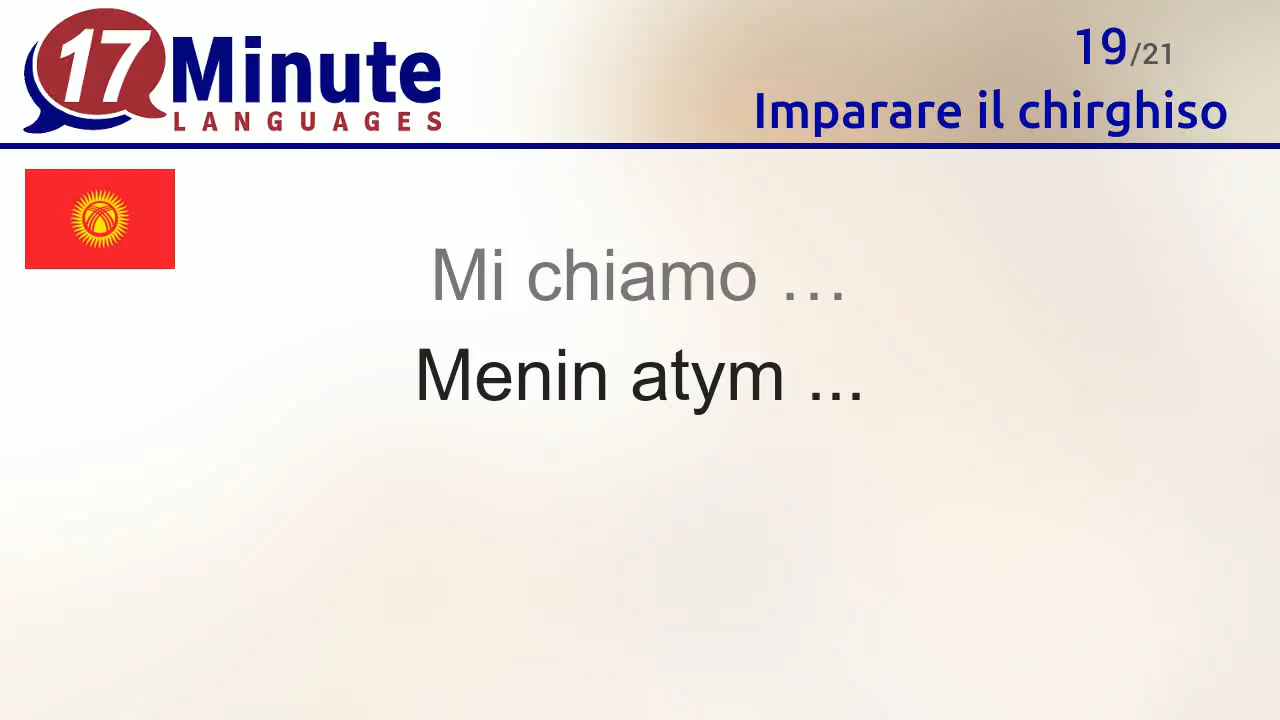 17 Minute
LANGUAGES
19/21
Imparare il chirghiso
Mi chiamo …
Menin atym ...